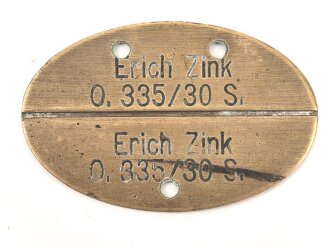 Erich Zink
O. 335/30 S.
Erich Zink
O. 335/30 S.